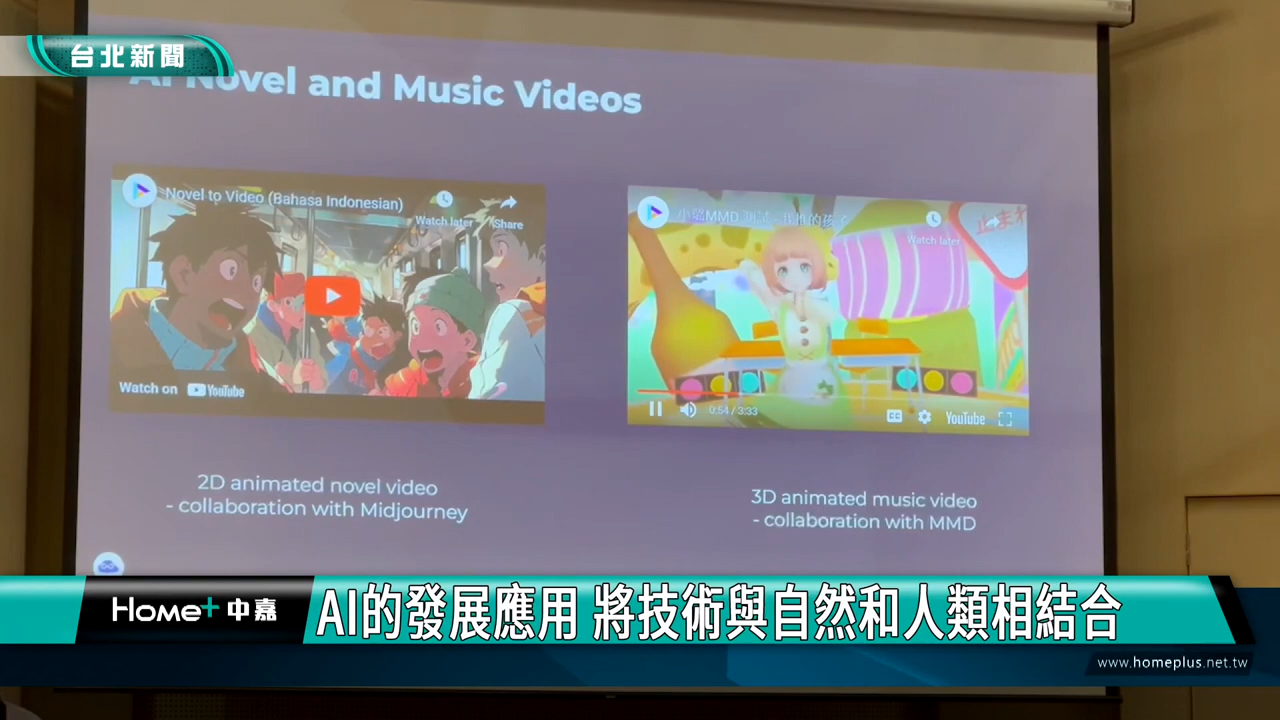 台北新聞
AI Novel and Music Videos
Novel to Video (Bahasa Indonesian)
Watch later
Share
Watch on YouTube
MMD
Watch later
0:54 / 3:33
CC
YouTube
2D animated novel video
- collaboration with Midjourney
3D animated music video
- collaboration with MMD
Home+ 中嘉
AI的發展應用 將技術與自然和人類相結合
www.homeplus.net.tw